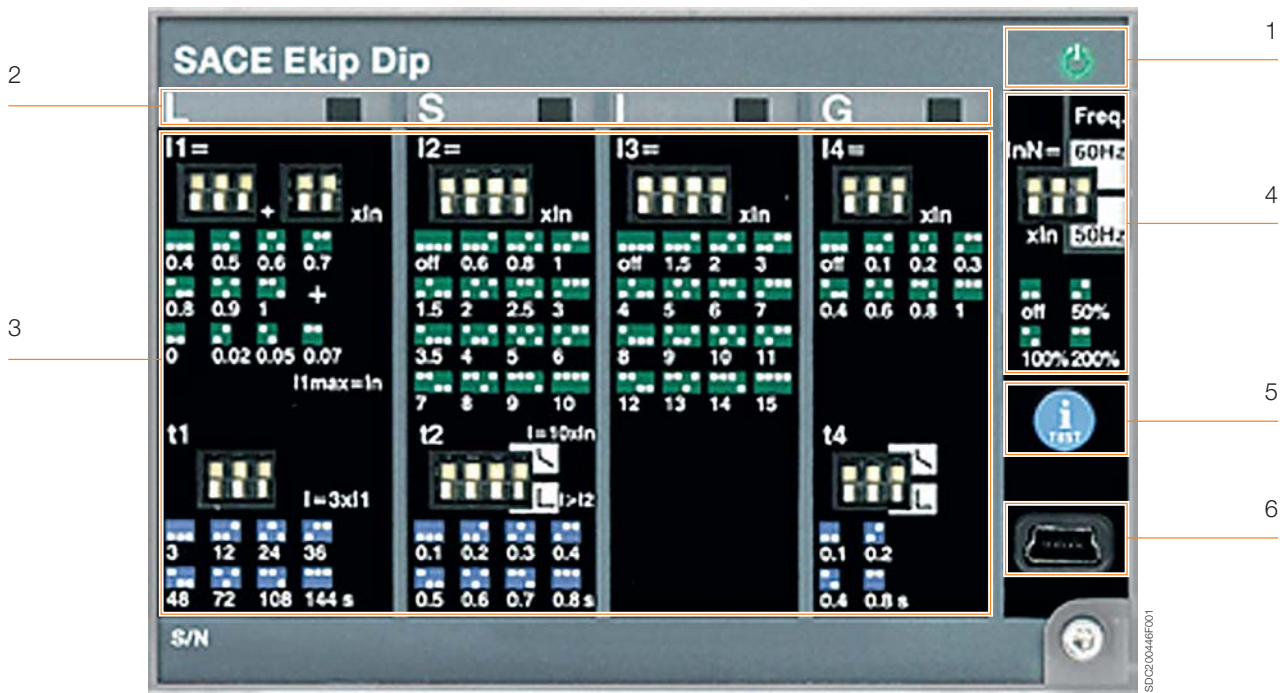 SACE Ekip Dip
L S I G
I1=
+ xIn
0.4 0.5 0.6 0.7
0.8 0.9 1 +
0 0.02 0.05 0.07
I1max=In
t1
I=3xI1
3 12 24 36
48 72 108 144 s
I2=
xIn
off 0.6 0.8 1
1.5 2 2.5 3
3.5 4 5 6
7 8 9 10
t2 I=10xIn
I>I2
0.1 0.2 0.3 0.4
0.5 0.6 0.7 0.8 s
I3=
xIn
off 1.5 2 3
4 5 6 7
8 9 10 11
12 13 14 15
I4=
xIn
off 0.1 0.2 0.3
0.4 0.6 0.8 1
t4
0.1 0.2
0.4 0.8 s
Freq.
InN= 60Hz
xIn 50Hz
off 50%
100% 200%
i
TEST
S/N
1
2
3
4
5
6
SDC200446F001